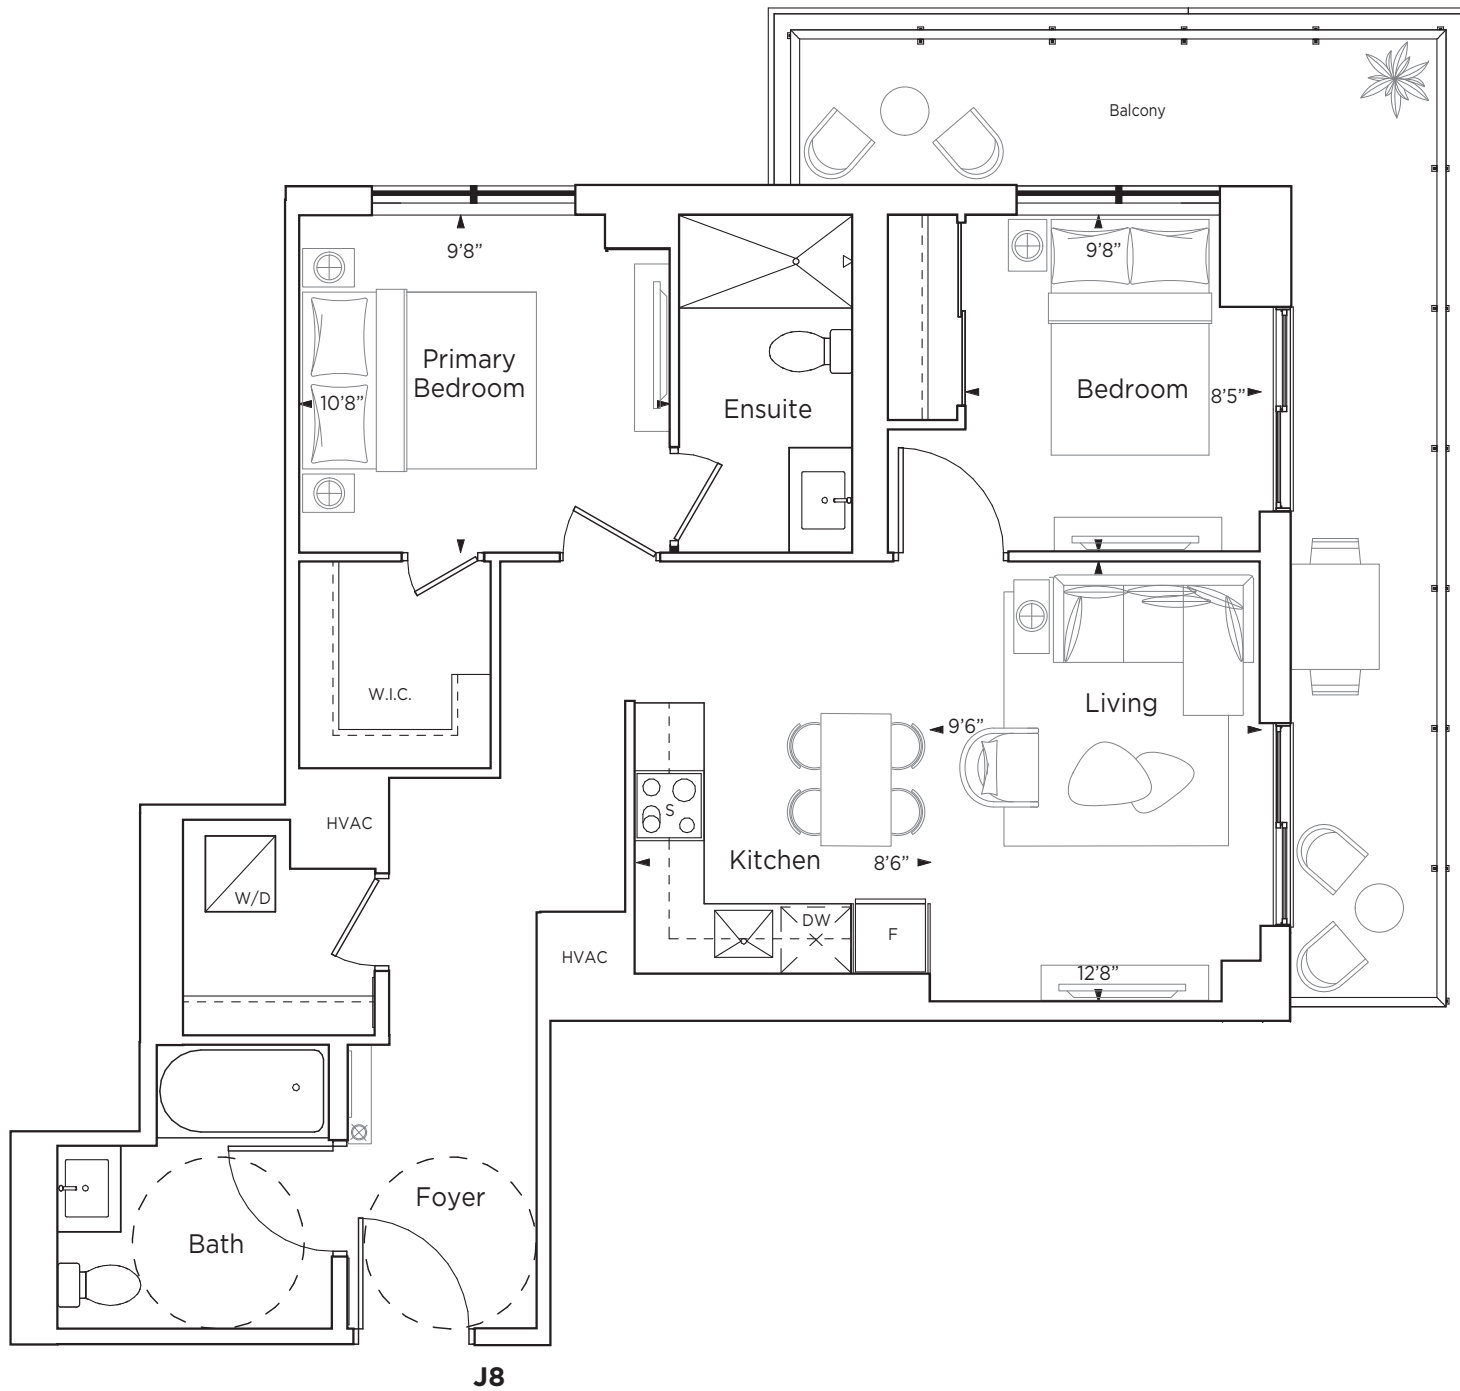 Balcony
9'8"
9'8"
Primary
Bedroom
10'8"
Ensuite
Bedroom
8'5"
W.I.C.
Living
9'6"
HVAC
S
Kitchen
8'6"
W/D
DW
F
HVAC
12'8"
Foyer
Bath
J8